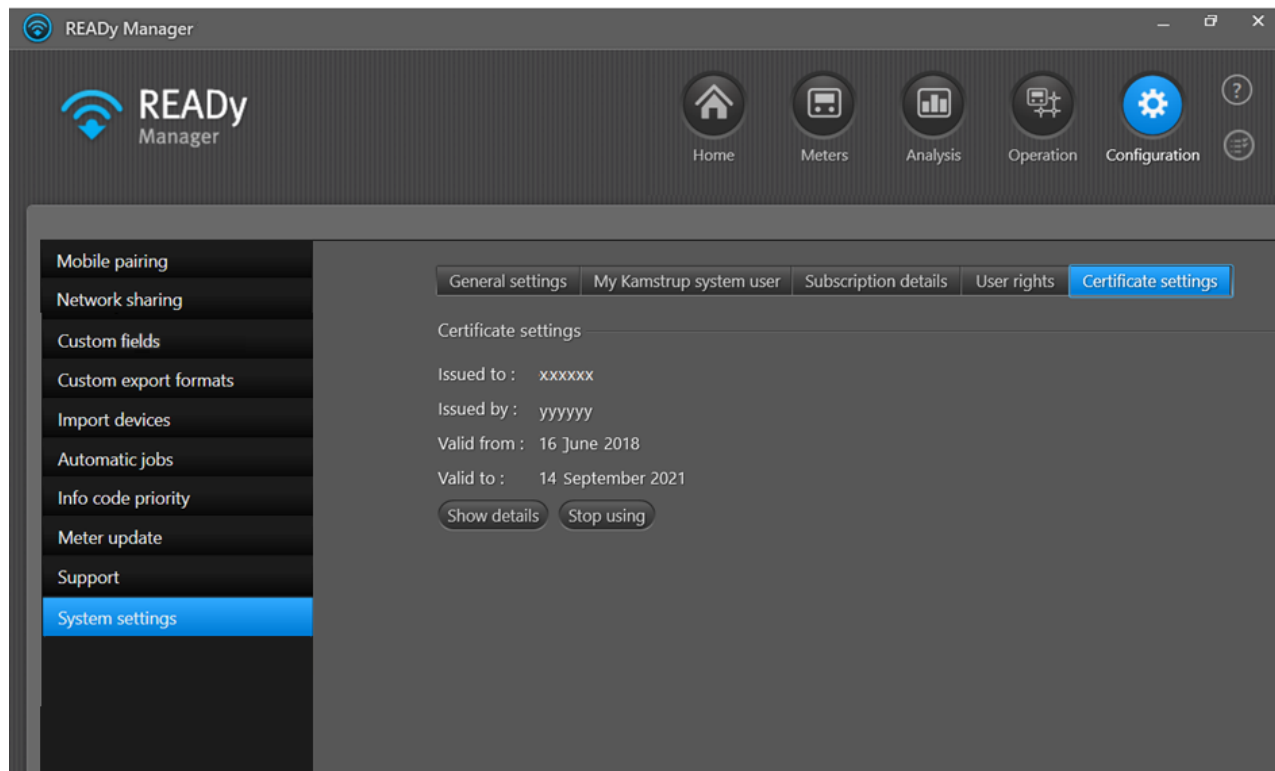 READy Manager
READy
Manager
Home Meters Analysis Operation Configuration
?
Mobile pairing
Network sharing
Custom fields
Custom export formats
Import devices
Automatic jobs
Info code priority
Meter update
Support
System settings
General settings My Kamstrup system user Subscription details User rights Certificate settings
Certificate settings
Issued to : xxxxxx
Issued by : yyyyyy
Valid from : 16 June 2018
Valid to : 14 September 2021
Show details Stop using